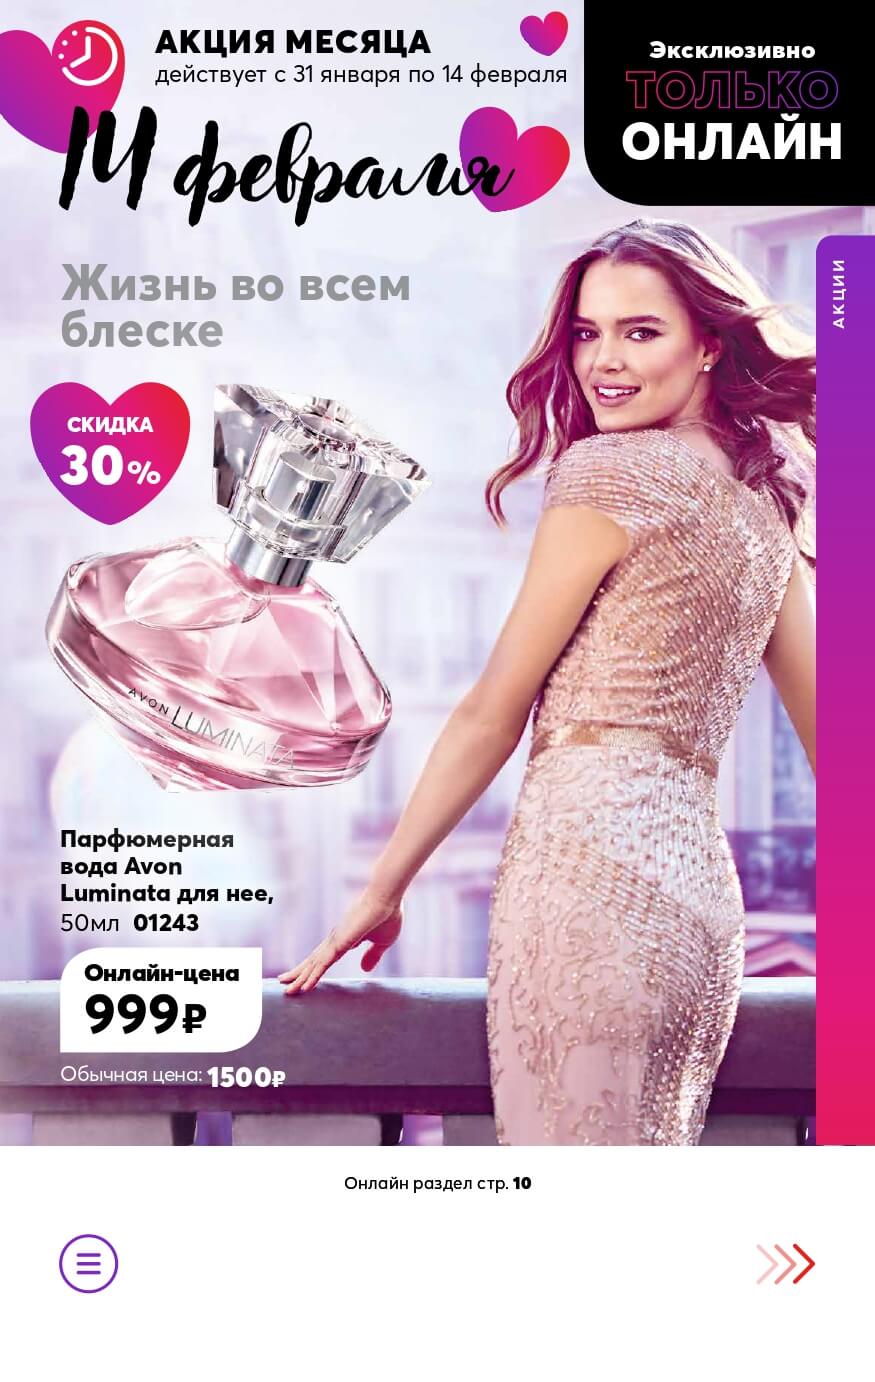 АКЦИЯ МЕСЯЦА
действует с 31 января по 14 февраля
Эксклюзивно
ТОЛЬКО
ОНЛАЙН
14 февраля
АКЦИИ
Жизнь во всем
блеске
СКИДКА
30%
AVON
LUMINATA
Парфюмерная
вода Avon
Luminata для нее,
50мл 01243
Онлайн-цена
999₽
Обычная цена: 1500₽
Онлайн раздел стр. 10